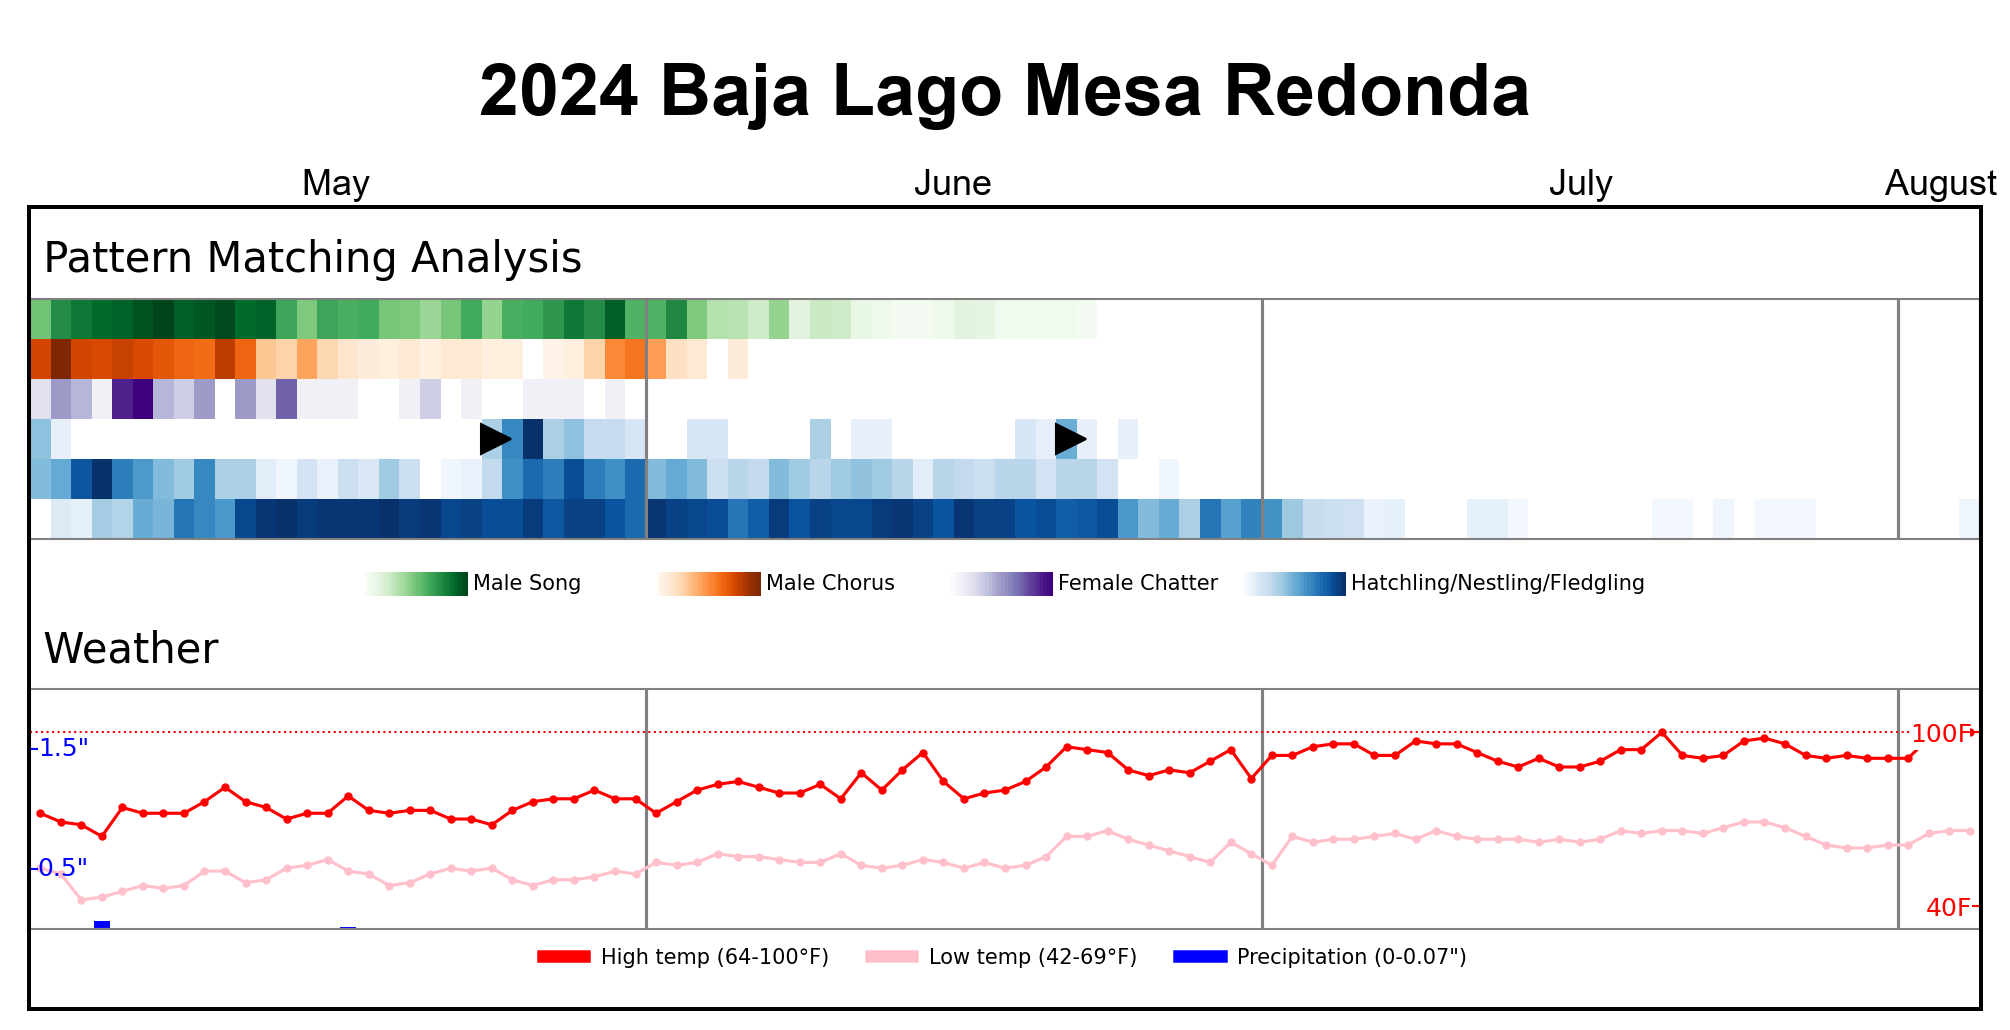 2024 Baja Lago Mesa Redonda
May June July August
Pattern Matching Analysis
Male Song Male Chorus Female Chatter Hatchling/Nestling/Fledgling
Weather
100F
1.5"
0.5"
40F
High temp (64-100°F) Low temp (42-69°F) Precipitation (0-0.07")